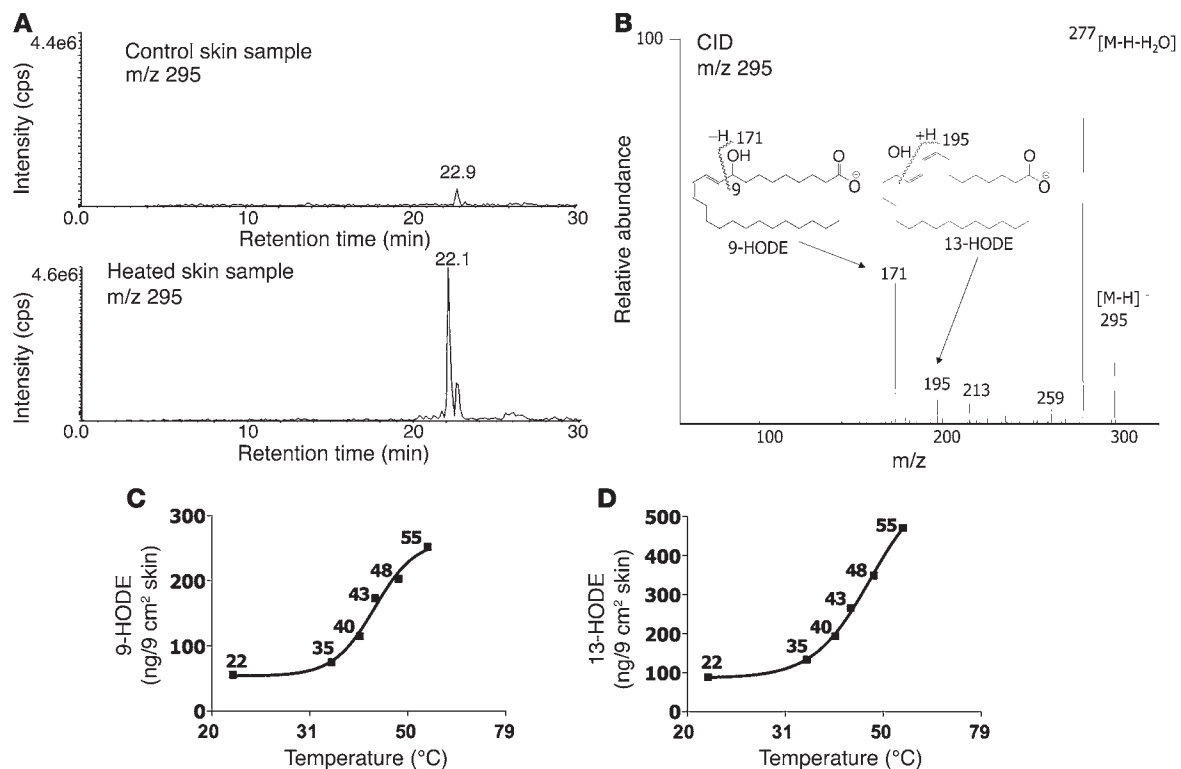 A
4.4e6
Control skin sample
m/z 295
Intensity (cps)
22.9
0.0 10 20 30
Retention time (min)
4.6e6
Heated skin sample
m/z 295
Intensity (cps)
22.1
0.0 10 20 30
Retention time (min)
B
100
CID
m/z 295
277 [M-H-H2O]
Relative abundance
–H 171
OH
9
O
O ⊖
9-HODE
+H 195
OH
O
O ⊖
13-HODE
171
[M-H] -
295
195
213
259
100 200 300
m/z
C
300
200
100
0
9-HODE
(ng/9 cm² skin)
22
35
40
43
48
55
20 31 50 79
Temperature (°C)
D
500
400
300
200
100
0
13-HODE
(ng/9 cm² skin)
22
35
40
43
48
55
20 31 50 79
Temperature (°C)